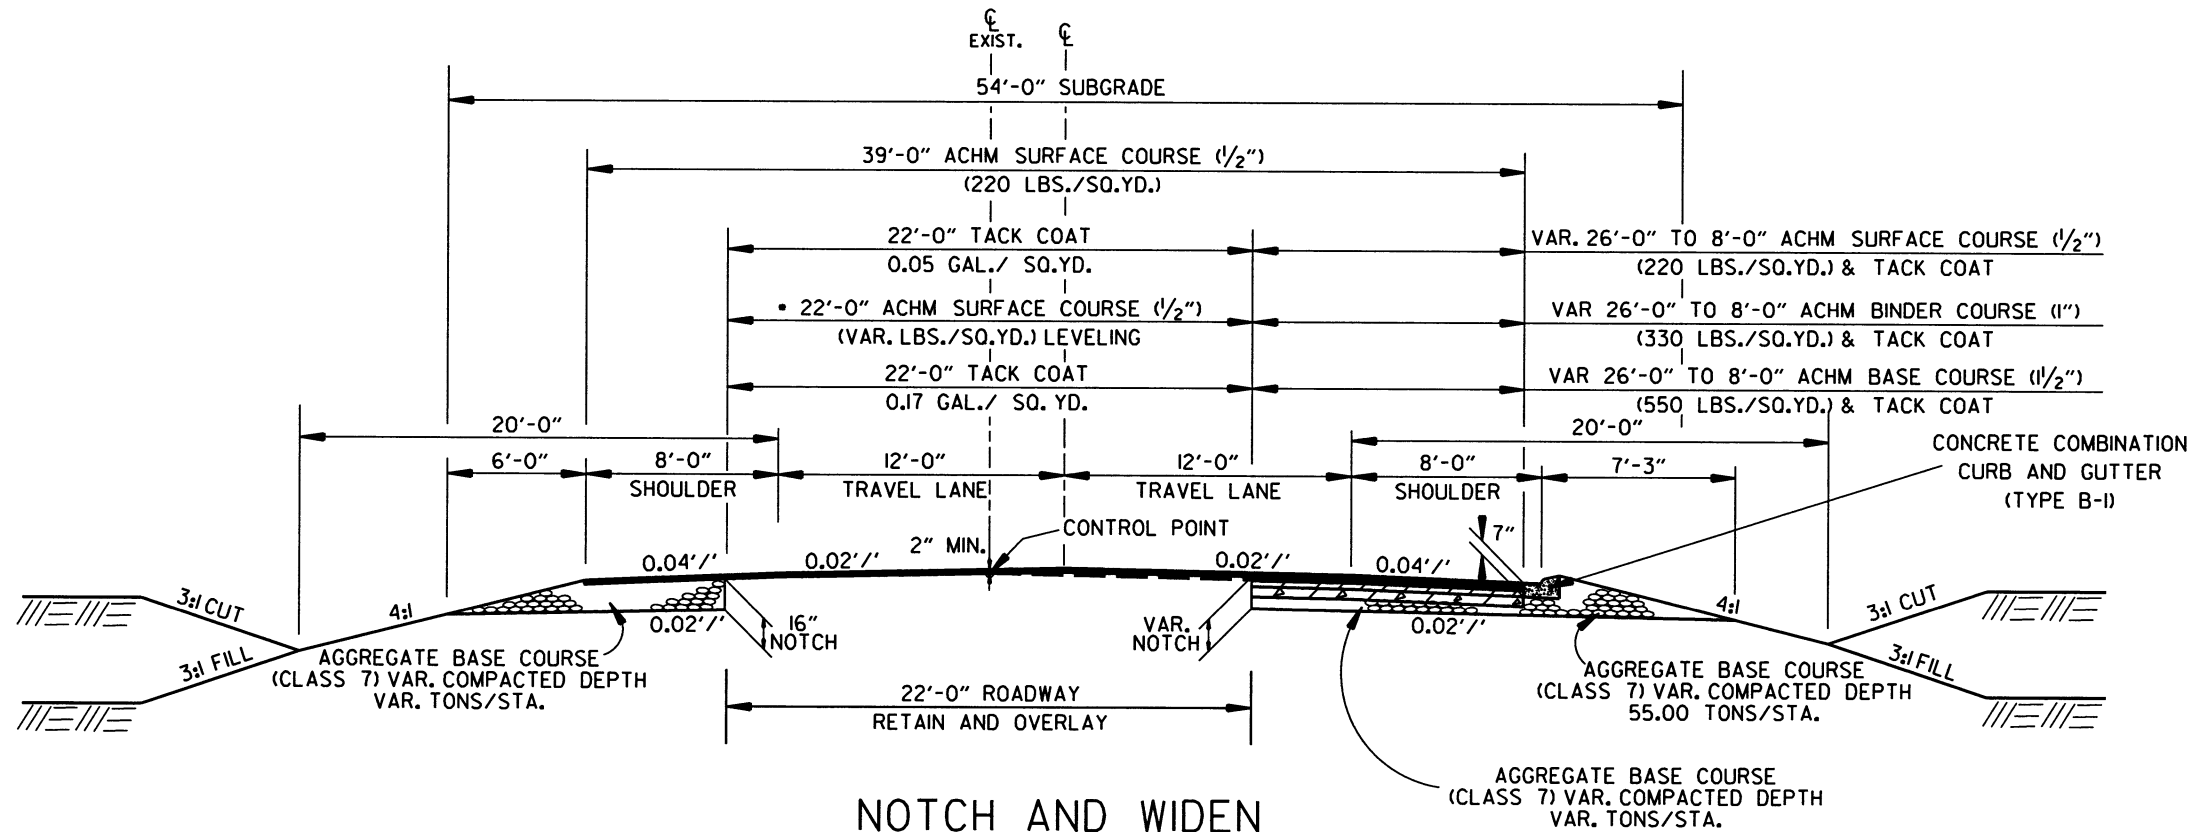 ℄
EXIST.
℄
54'-0" SUBGRADE
39'-0" ACHM SURFACE COURSE (1/2")
(220 LBS./SQ.YD.)
22'-0" TACK COAT
0.05 GAL./ SQ.YD.
VAR. 26'-0" TO 8'-0" ACHM SURFACE COURSE (1/2")
(220 LBS./SQ.YD.) & TACK COAT
• 22'-0" ACHM SURFACE COURSE (1/2")
(VAR. LBS./SQ.YD.) LEVELING
VAR 26'-0" TO 8'-0" ACHM BINDER COURSE (1")
(330 LBS./SQ.YD.) & TACK COAT
22'-0" TACK COAT
0.17 GAL./ SQ. YD.
VAR 26'-0" TO 8'-0" ACHM BASE COURSE (1 1/2")
(550 LBS./SQ.YD.) & TACK COAT
20'-0"
20'-0"
CONCRETE COMBINATION
CURB AND GUTTER
(TYPE B-1)
6'-0"
8'-0"
SHOULDER
12'-0"
TRAVEL LANE
12'-0"
TRAVEL LANE
8'-0"
SHOULDER
7'-3"
2" MIN.
CONTROL POINT
7"
0.04'/'
0.02'/'
0.02'/'
0.04'/'
3:1 CUT
4:1
0.02'/'
16"
NOTCH
VAR.
NOTCH
0.02'/'
4:1
3:1 CUT
3:1 FILL
3:1 FILL
AGGREGATE BASE COURSE
(CLASS 7) VAR. COMPACTED DEPTH
VAR. TONS/STA.
22'-0" ROADWAY
RETAIN AND OVERLAY
AGGREGATE BASE COURSE
(CLASS 7) VAR. COMPACTED DEPTH
55.00 TONS/STA.
AGGREGATE BASE COURSE
(CLASS 7) VAR. COMPACTED DEPTH
VAR. TONS/STA.
NOTCH AND WIDEN